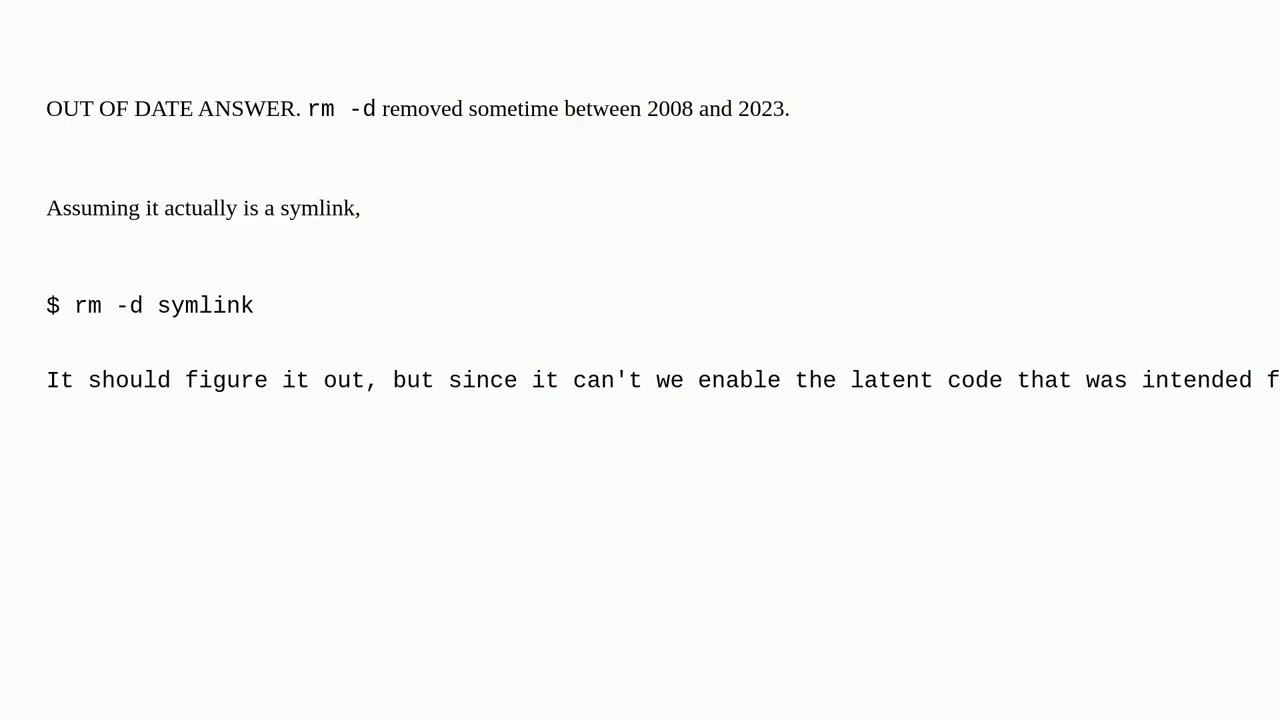 OUT OF DATE ANSWER. rm -d removed sometime between 2008 and 2023.
Assuming it actually is a symlink,
$ rm -d symlink
It should figure it out, but since it can't we enable the latent code that was intended